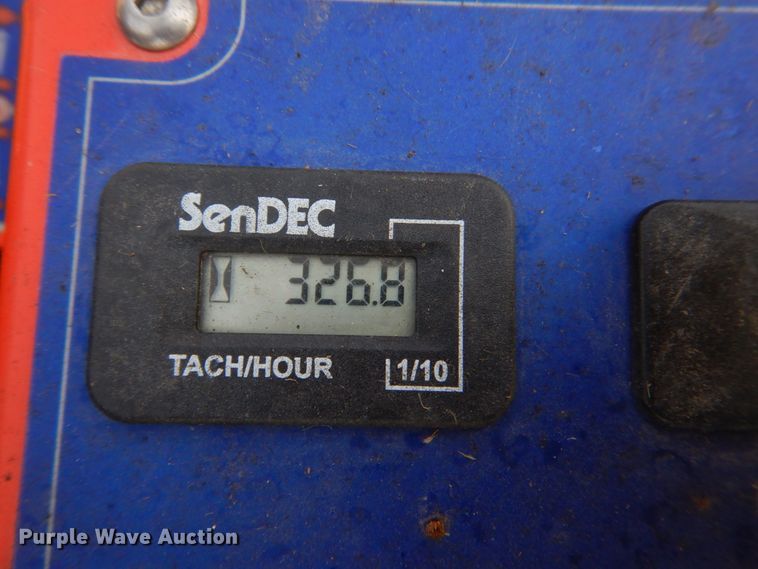 SenDEC
326.8
TACH/HOUR 1/10
Purple Wave Auction